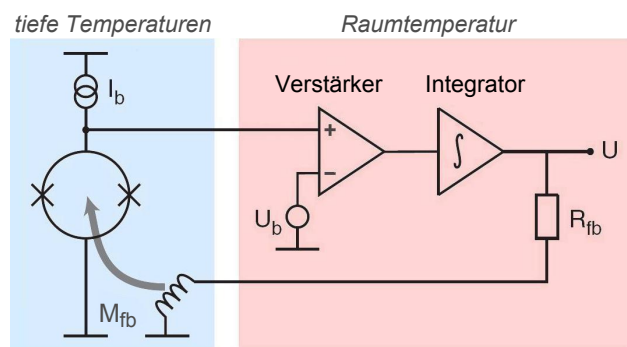 tiefe Temperaturen
Raumtemperatur
I_b
Verstärker
Integrator
+
−
∫
U
U_b
R_fb
M_fb